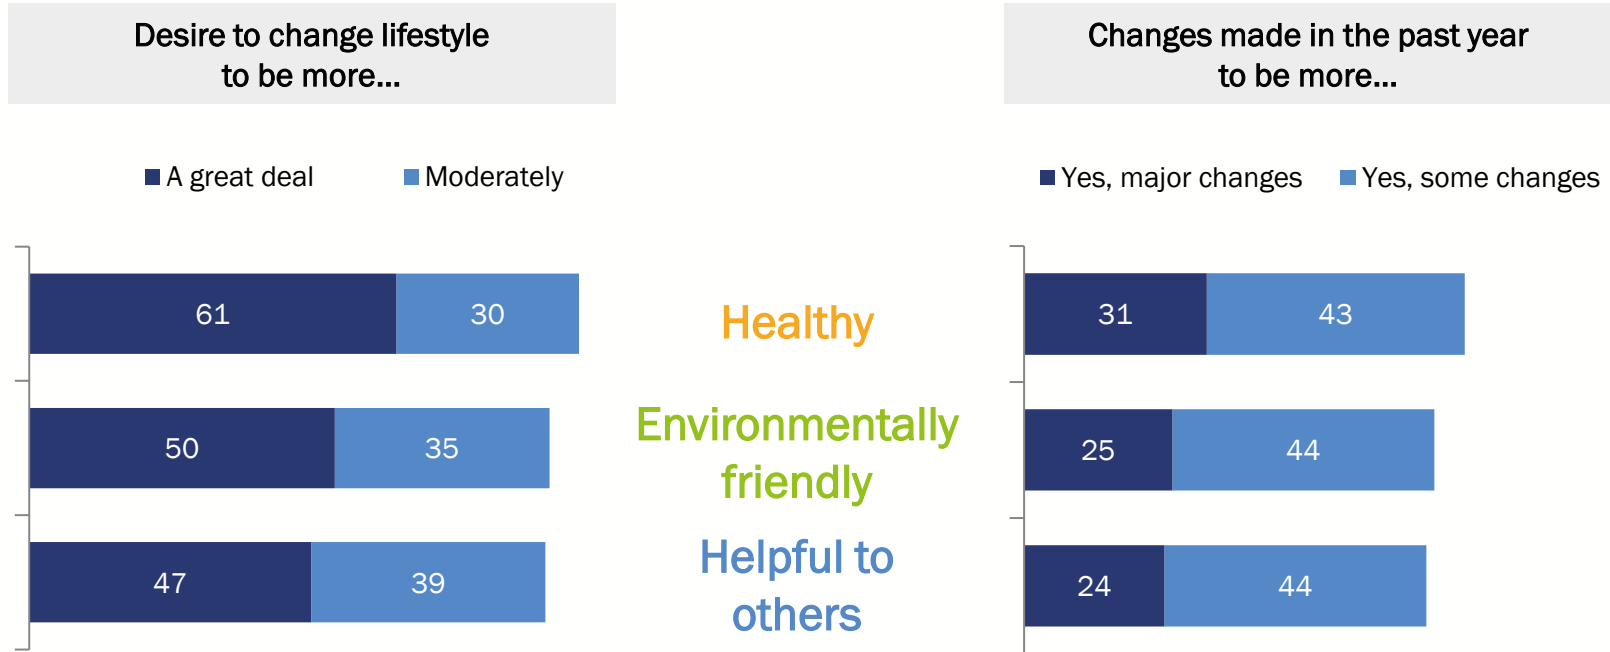 Desire to change lifestyle
to be more...
Changes made in the past year
to be more...
A great deal
Moderately
Yes, major changes
Yes, some changes
61
30
Healthy
31
43
50
35
Environmentally
friendly
25
44
47
39
Helpful to
others
24
44